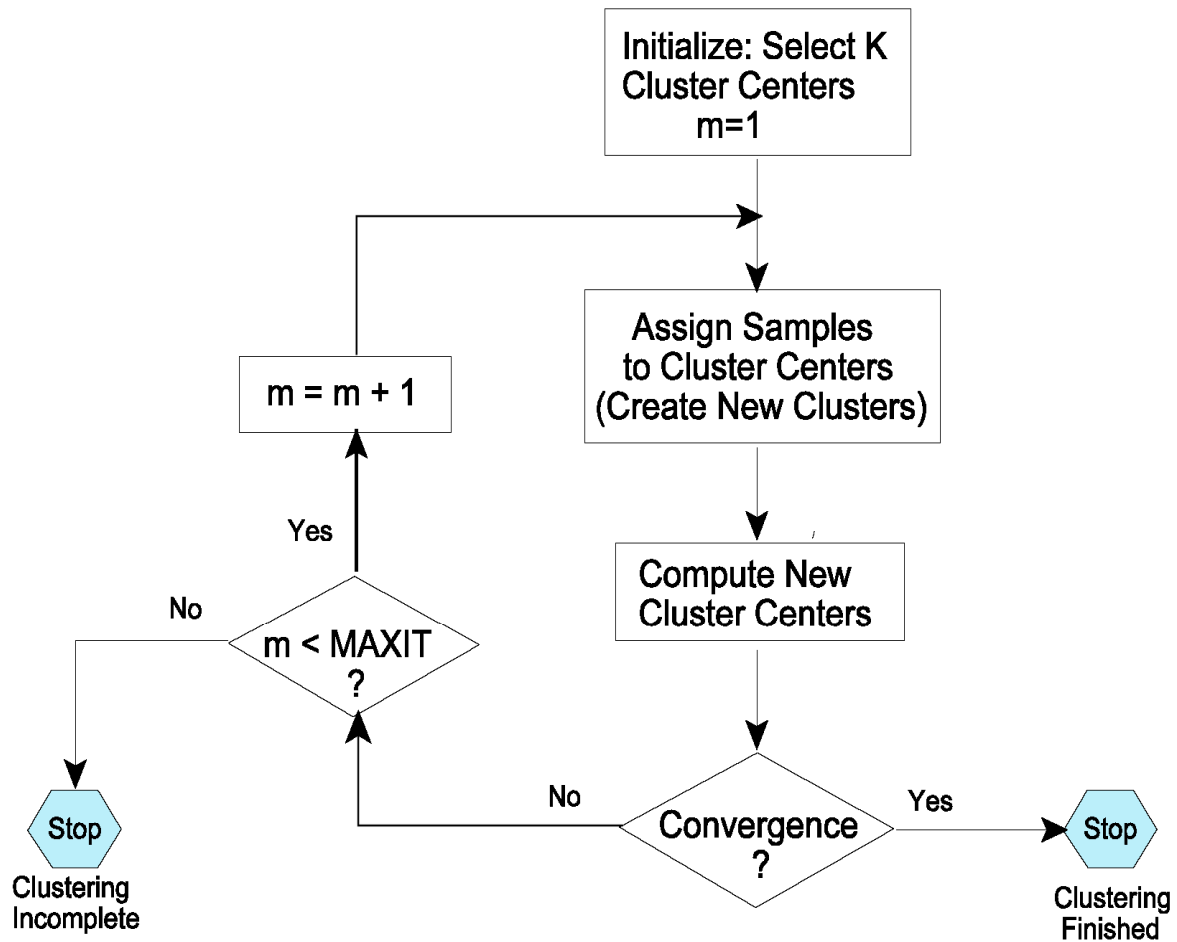 Initialize: Select K
Cluster Centers
m=1
Assign Samples
to Cluster Centers
(Create New Clusters)
m = m + 1
Yes
Compute New
Cluster Centers
No
m < MAXIT
?
No
Yes
Convergence
?
Stop
Clustering
Incomplete
Stop
Clustering
Finished